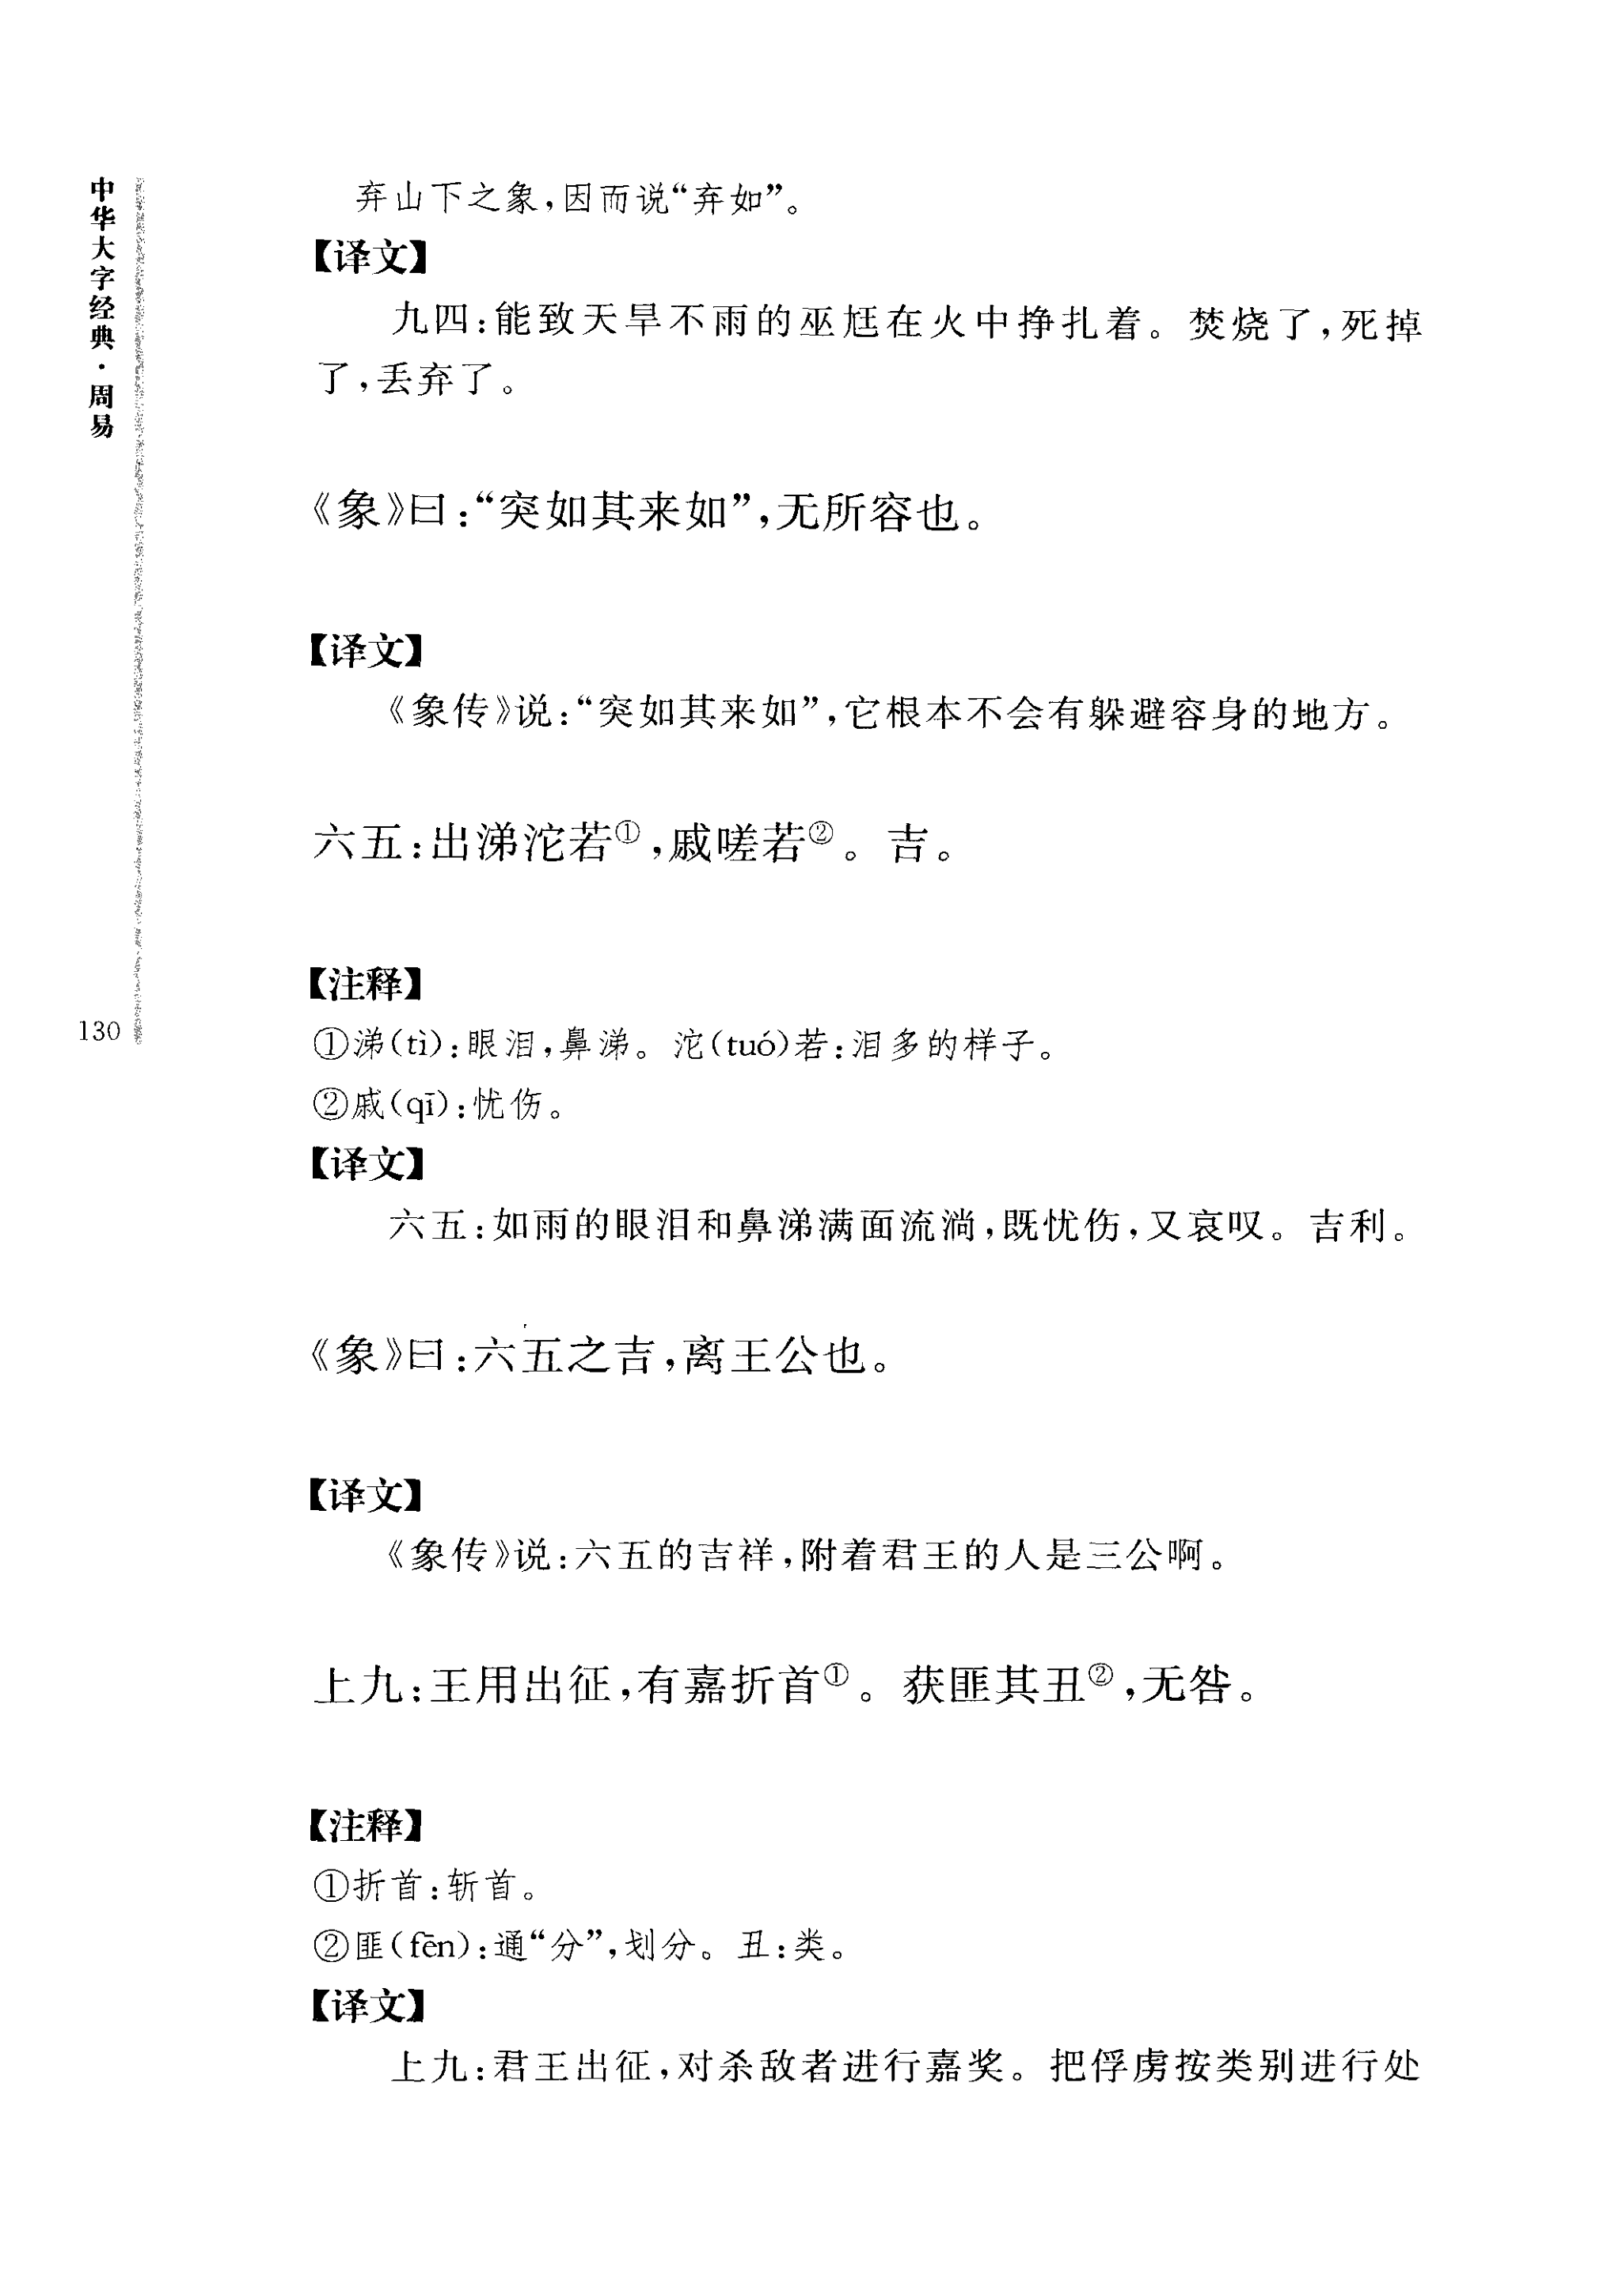 中华大字经典·周易
130
弃山下之象，因而说“弃如”。
【译文】
九四：能致天旱不雨的巫尪在火中挣扎着。焚烧了，死掉
了，丢弃了。
《象》曰：“突如其来如”，无所容也。
【译文】
《象传》说：“突如其来如”，它根本不会有躲避容身的地方。
六五：出涕沱若①，戚嗟若②。吉。
【注释】
①涕(tì)：眼泪，鼻涕。沱(tuó)若：泪多的样子。
②戚(qī)：忧伤。
【译文】
六五：如雨的眼泪和鼻涕满面流淌，既忧伤，又哀叹。吉利。
《象》曰：六五之吉，离王公也。
【译文】
《象传》说：六五的吉祥，附着君王的人是三公啊。
上九：王用出征，有嘉折首①。获匪其丑②，无咎。
【注释】
①折首：斩首。
②匪(fēn)：通“分”，划分。丑：类。
【译文】
上九：君王出征，对杀敌者进行嘉奖。把俘虏按类别进行处